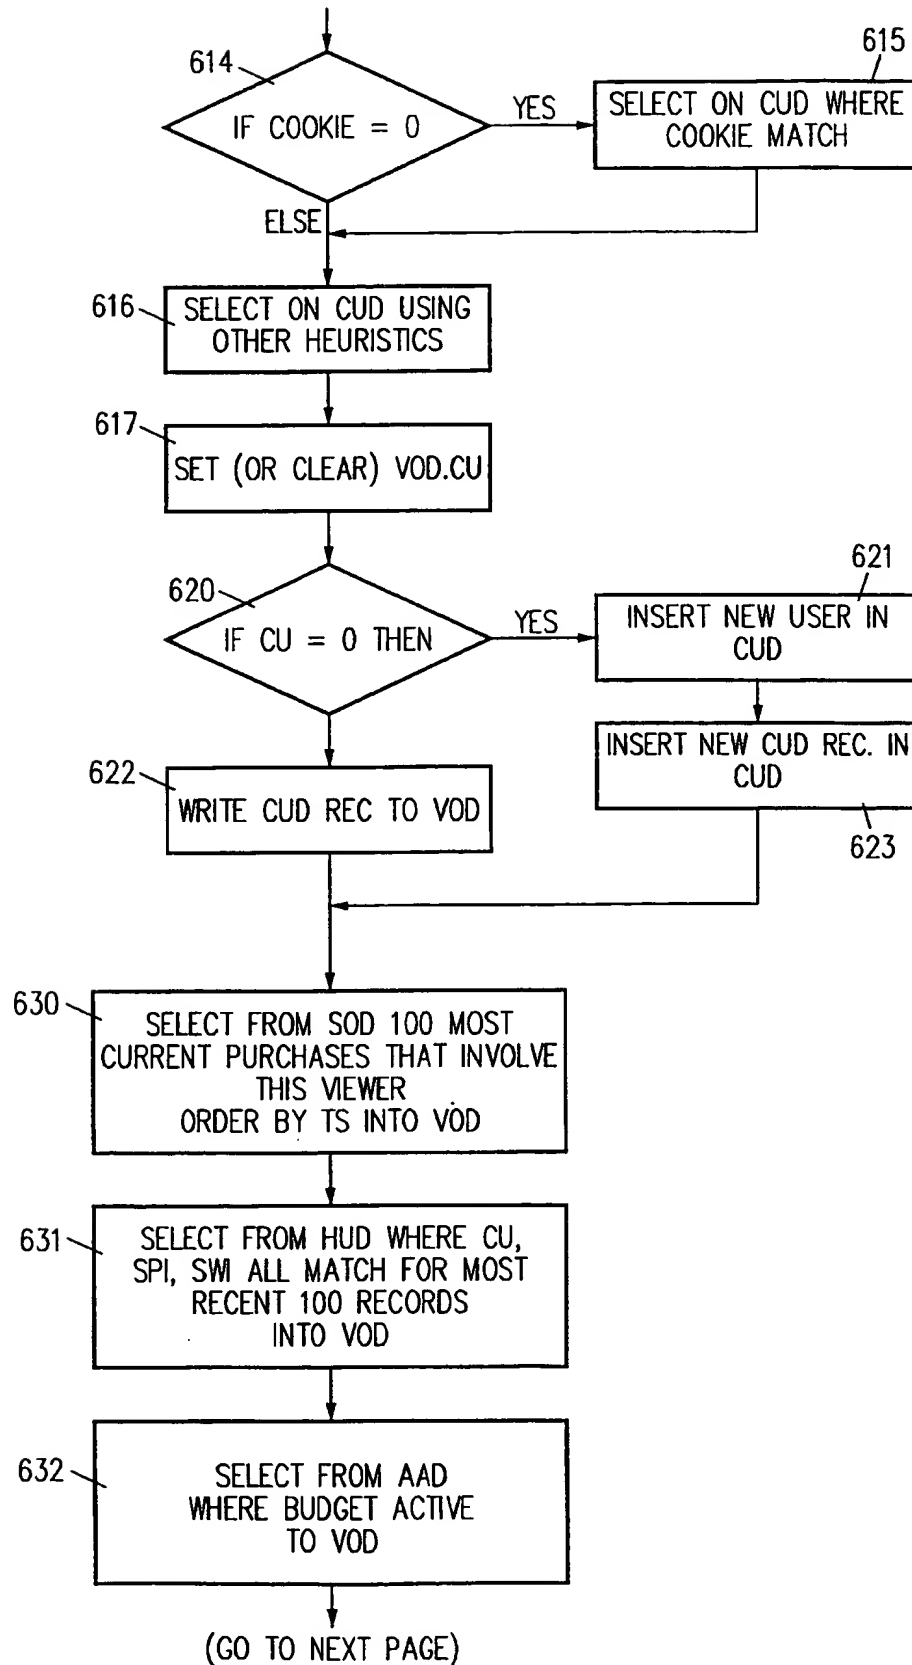 614
IF COOKIE = 0
YES
615
SELECT ON CUD WHERE
COOKIE MATCH
ELSE
616
SELECT ON CUD USING
OTHER HEURISTICS
617
SET (OR CLEAR) VOD.CU
620
IF CU = 0 THEN
YES
621
INSERT NEW USER IN
CUD
INSERT NEW CUD REC. IN
CUD
623
622
WRITE CUD REC TO VOD
630
SELECT FROM SOD 100 MOST
CURRENT PURCHASES THAT INVOLVE
THIS VIEWER
ORDER BY TS INTO VOD
631
SELECT FROM HUD WHERE CU,
SPI, SWI ALL MATCH FOR MOST
RECENT 100 RECORDS
INTO VOD
632
SELECT FROM AAD
WHERE BUDGET ACTIVE
TO VOD
(GO TO NEXT PAGE)